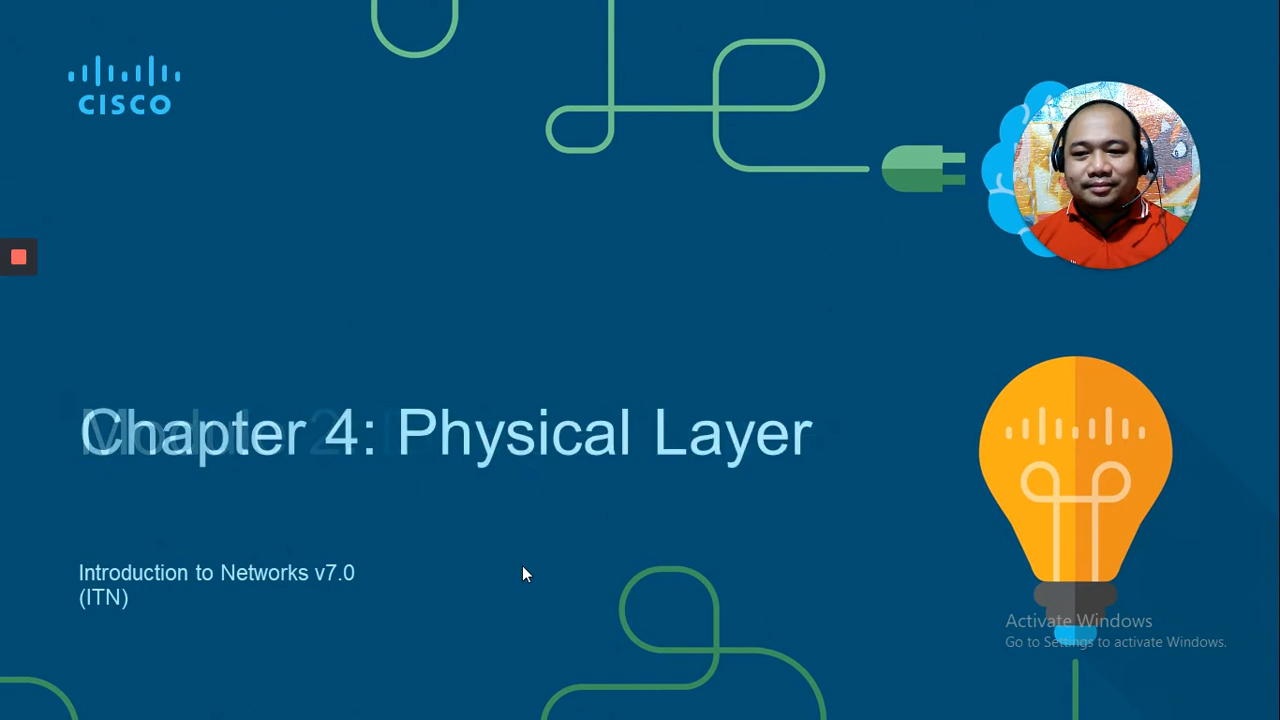 CISCO
Chapter 4: Physical Layer
Introduction to Networks v7.0
(ITN)
Activate Windows
Go to Settings to activate Windows.